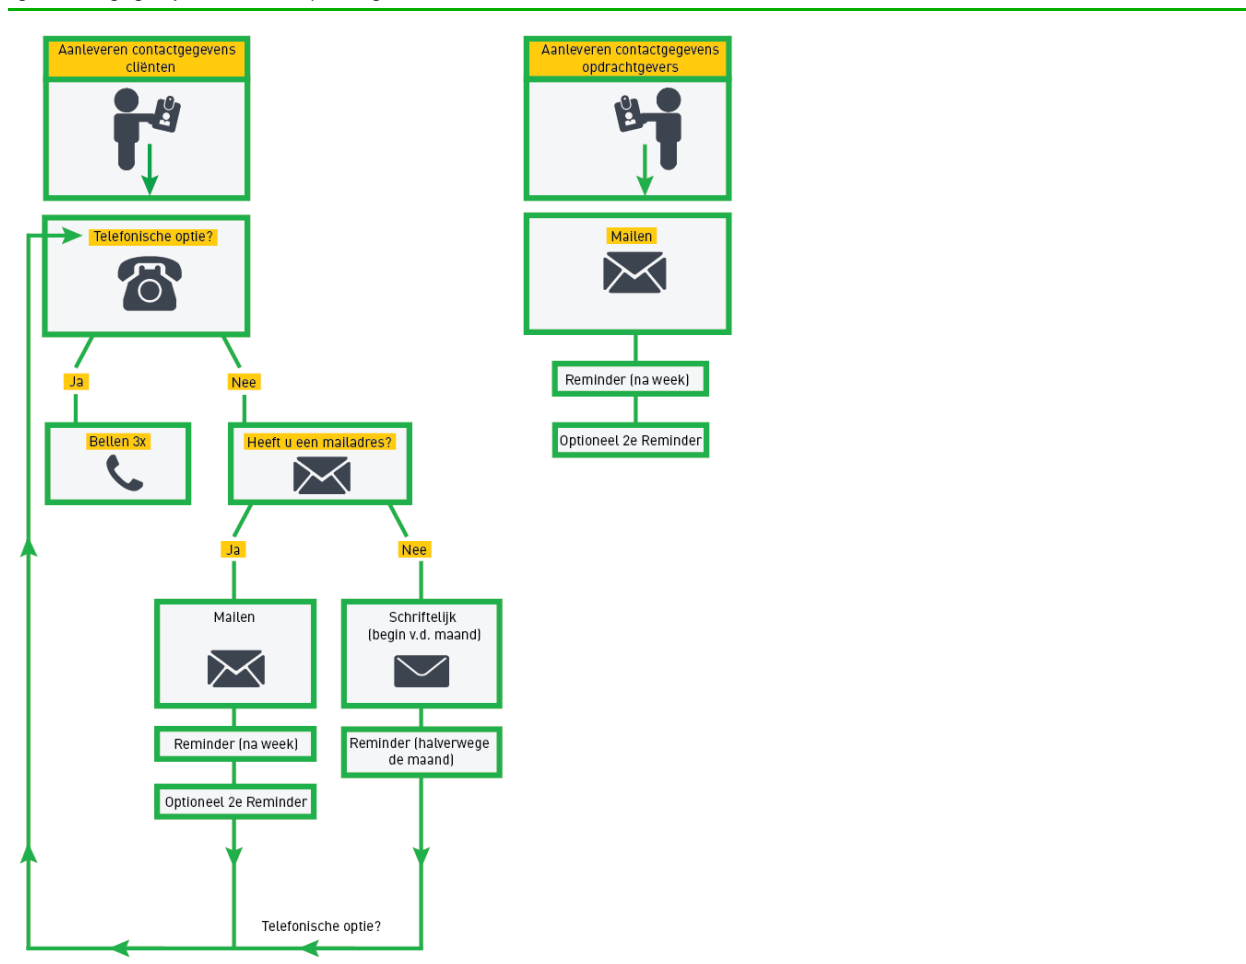 Aanleveren contactgegevens
cliënten
Telefonische optie?
Ja
Nee
Bellen 3x
Heeft u een mailadres?
Ja
Nee
Mailen
Schriftelijk
(begin v.d. maand)
Reminder (na week)
Reminder (halverwege
de maand)
Optioneel 2e Reminder
Telefonische optie?
Aanleveren contactgegevens
opdrachtgevers
Mailen
Reminder (na week)
Optioneel 2e Reminder